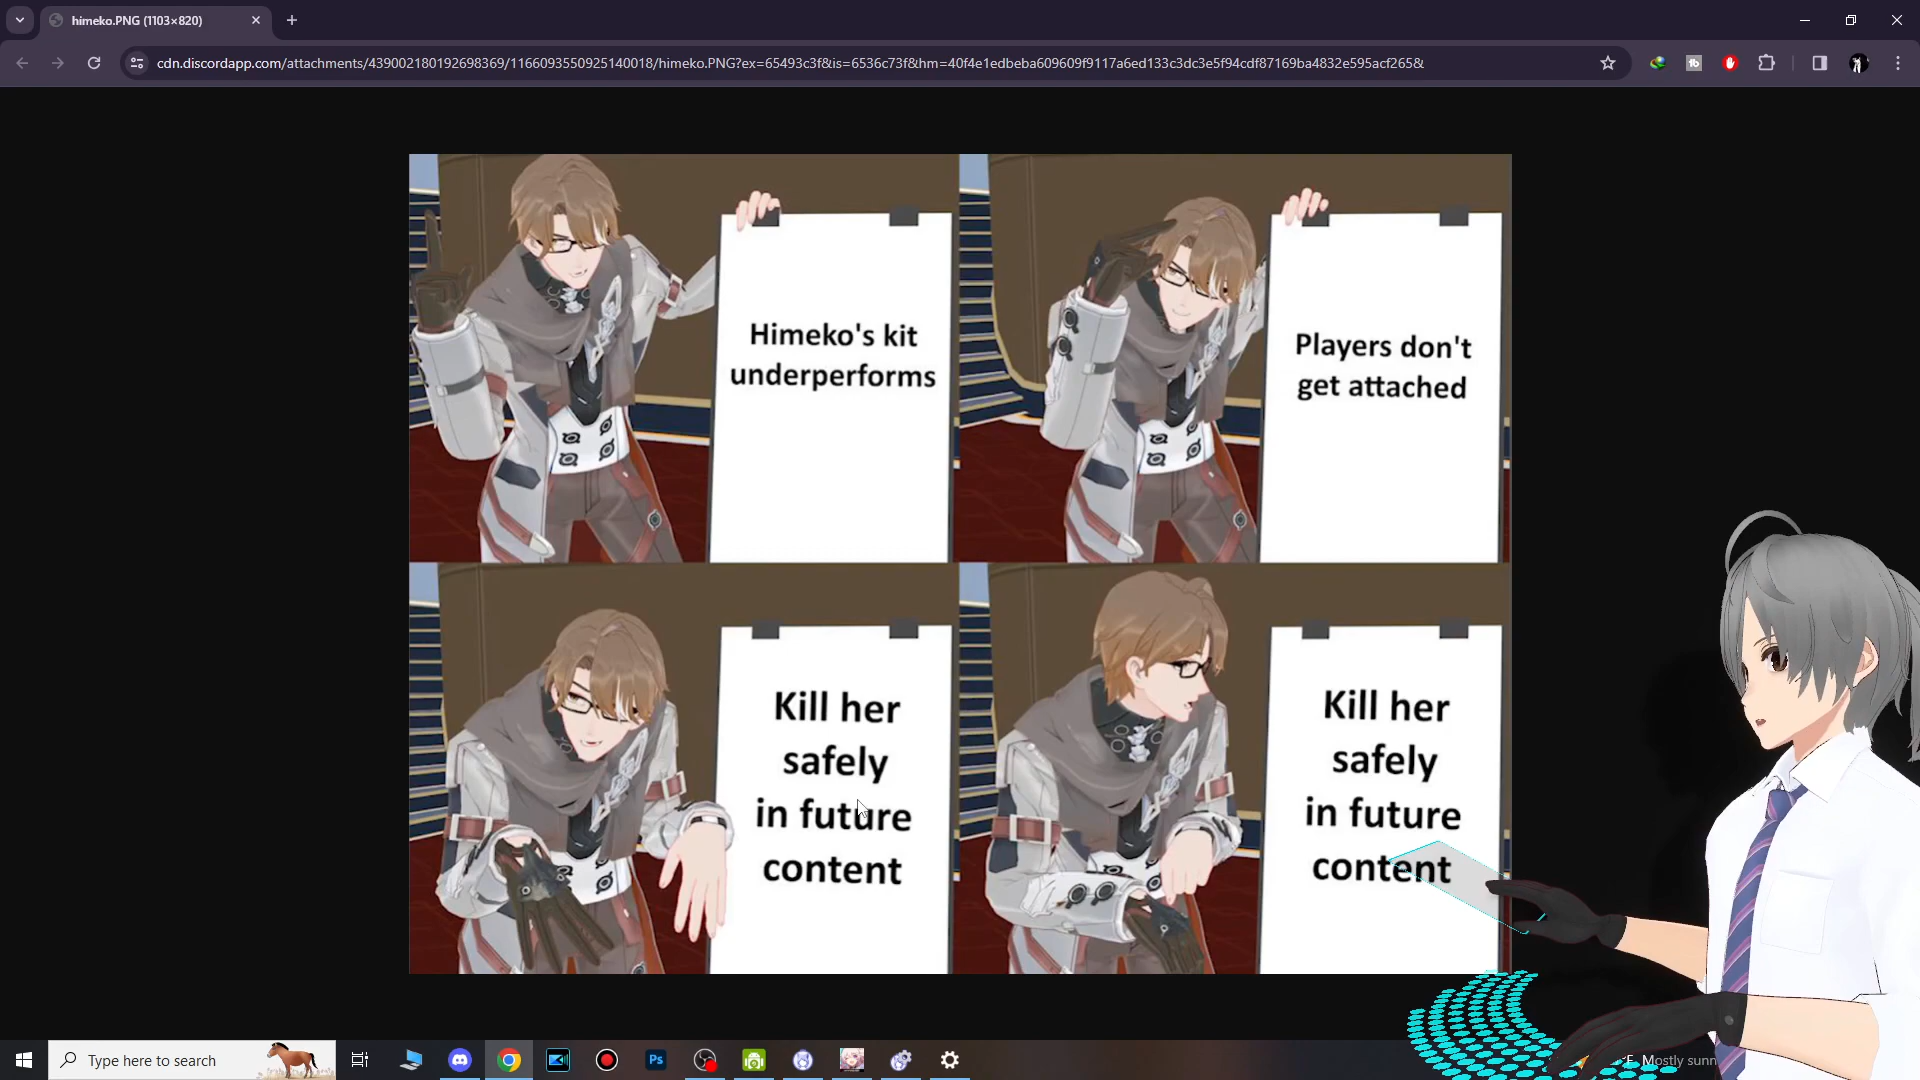 himeko.PNG (1103×820)
cdn.discordapp.com/attachments/439002180192698369/1166093550925140018/himeko.PNG?ex=65493c3f&is=6536c73f&hm=40f4e1edbeba609609f9117a6ed133c3dc3e5f94cdf87169ba4832e595acf265&
Himeko's kit
underperforms
Players don't
get attached
Kill her
safely
in future
content
Kill her
safely
in future
content
Type here to search
Ps
Mostly sunn